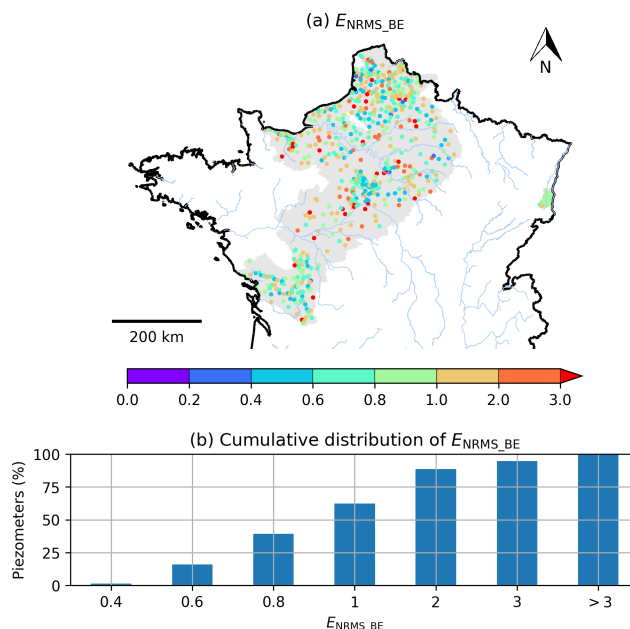 (a) E_NRMS_BE
N
200 km
0.0 0.2 0.4 0.6 0.8 1.0 2.0 3.0
(b) Cumulative distribution of E_NRMS_BE
Piezometers (%)
100
75
50
25
0
0.4 0.6 0.8 1 2 3 > 3
E_NRMS_BE